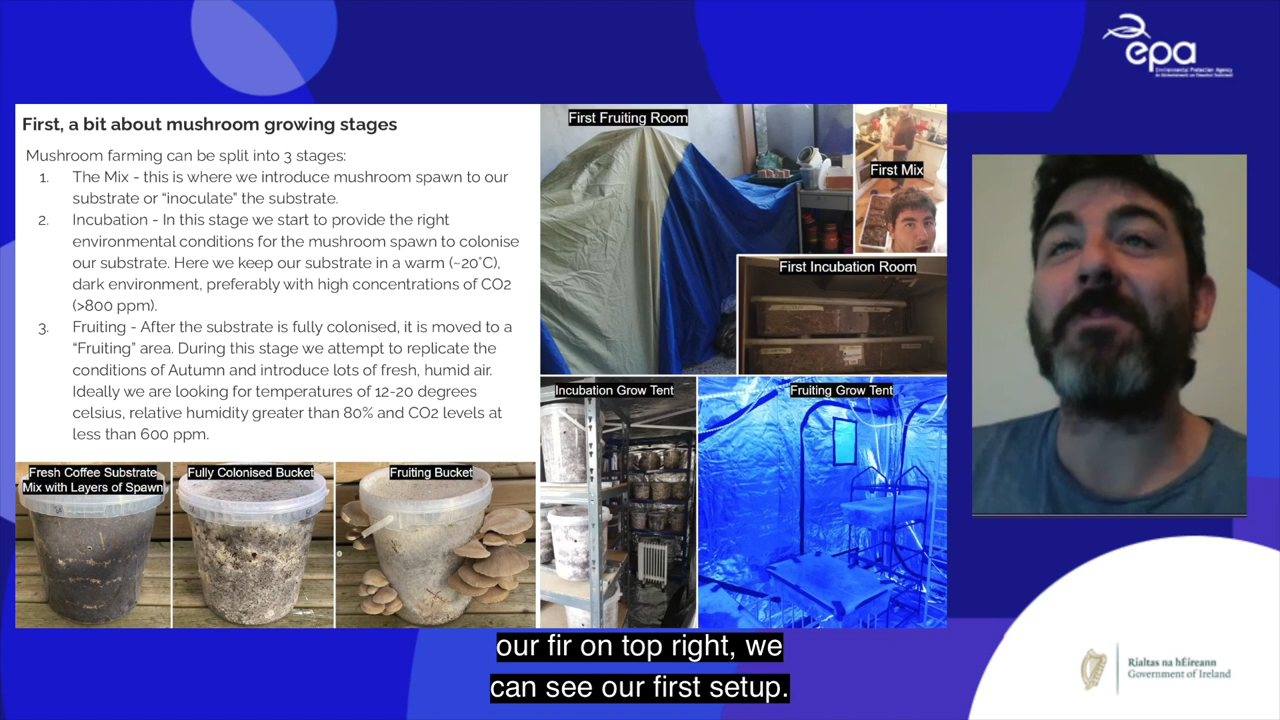 epa
Environmental Protection Agency
First, a bit about mushroom growing stages
Mushroom farming can be split into 3 stages:
1. The Mix - this where we introduce mushroom spawn to our
substrate or “inoculate” the substrate.
2. Incubation - In this stage we start to provide the right
environmental conditions for the mushroom spawn to colonise
our substrate. Here we keep our substrate in a warm (~20°C),
dark environment, preferably with high concentrations of CO2
(>800 ppm).
3. Fruiting - After the substrate is fully colonised, it is moved to a
“Fruiting” area. During this stage we attempt to replicate the
conditions of Autumn and introduce lots of fresh, humid air.
Ideally we are looking for temperatures of 12-20 degrees
celsius, relative humidity greater than 80% and CO2 levels at
less than 600 ppm.
First Fruiting Room
First Mix
First Incubation Room
Incubation Grow Tent
Fruiting Grow Tent
Fresh Coffee Substrate
Mix with Layers of Spawn
Fully Colonised Bucket
Fruiting Bucket
our fir on top right, we
can see our first setup.
Rialtas na hÉireann
Government of Ireland